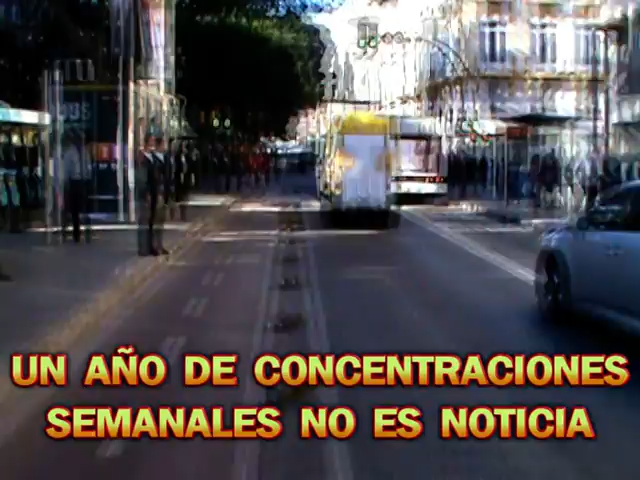 UN AÑO DE CONCENTRACIONES
SEMANALES NO ES NOTICIA